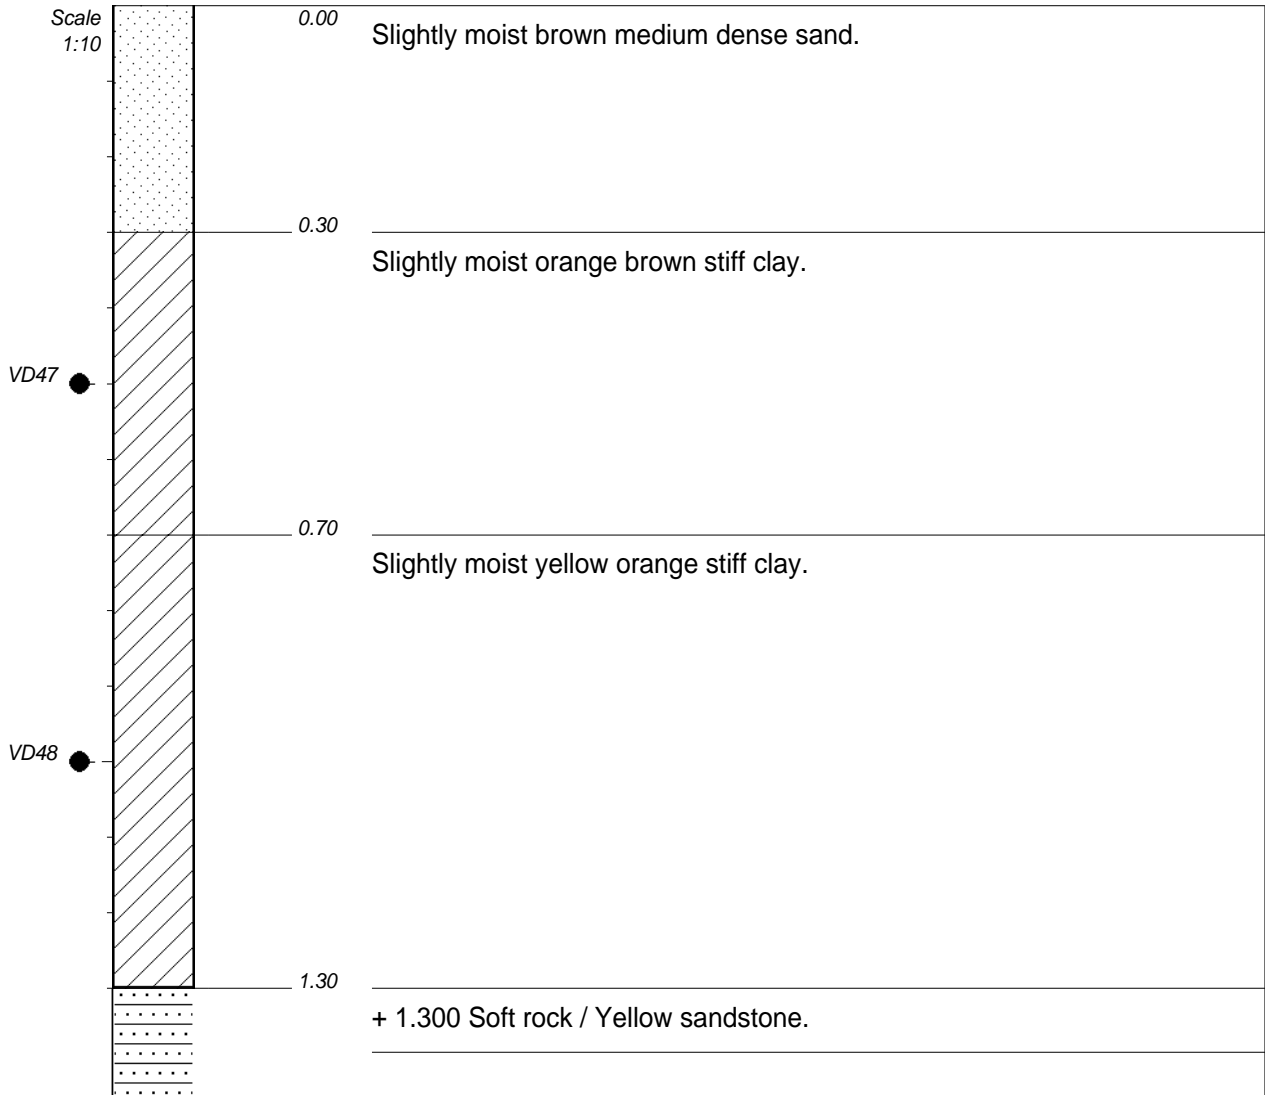 Scale
1:10
0.00
Slightly moist brown medium dense sand.
0.30
Slightly moist orange brown stiff clay.
VD47
0.70
Slightly moist yellow orange stiff clay.
VD48
1.30
+ 1.300 Soft rock / Yellow sandstone.